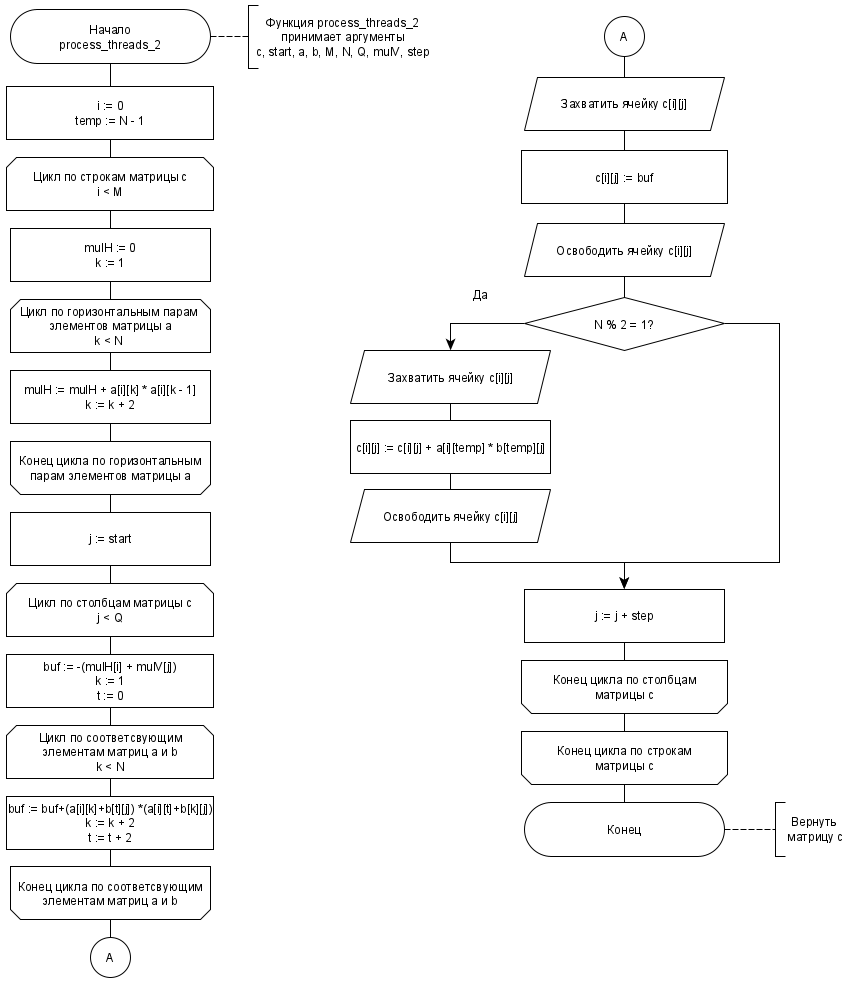 Начало
process_threads_2
Функция process_threads_2
принимает аргументы
c, start, a, b, M, N, Q, mulV, step
i := 0
temp := N - 1
Цикл по строкам матрицы c
i < M
mulH := 0
k := 1
Цикл по горизонтальным парам
элементов матрицы a
k < N
mulH := mulH + a[i][k] * a[i][k - 1]
k := k + 2
Конец цикла по горизонтальным
парам элементов матрицы a
j := start
Цикл по столбцам матрицы c
j < Q
buf := -(mulH[i] + mulV[j])
k := 1
t := 0
Цикл по соответсвующим
элементам матриц a и b
k < N
buf := buf+(a[i][k]+b[t][j]) *(a[i][t]+b[k][j])
k := k + 2
t := t + 2
Конец цикла по соответсвующим
элементам матриц a и b
A
A
Захватить ячейку c[i][j]
c[i][j] := buf
Освободить ячейку c[i][j]
Да
N % 2 = 1?
Захватить ячейку c[i][j]
c[i][j] := c[i][j] + a[i][temp] * b[temp][j]
Освободить ячейку c[i][j]
j := j + step
Конец цикла по столбцам
матрицы c
Конец цикла по строкам
матрицы c
Конец
Вернуть
матрицу c